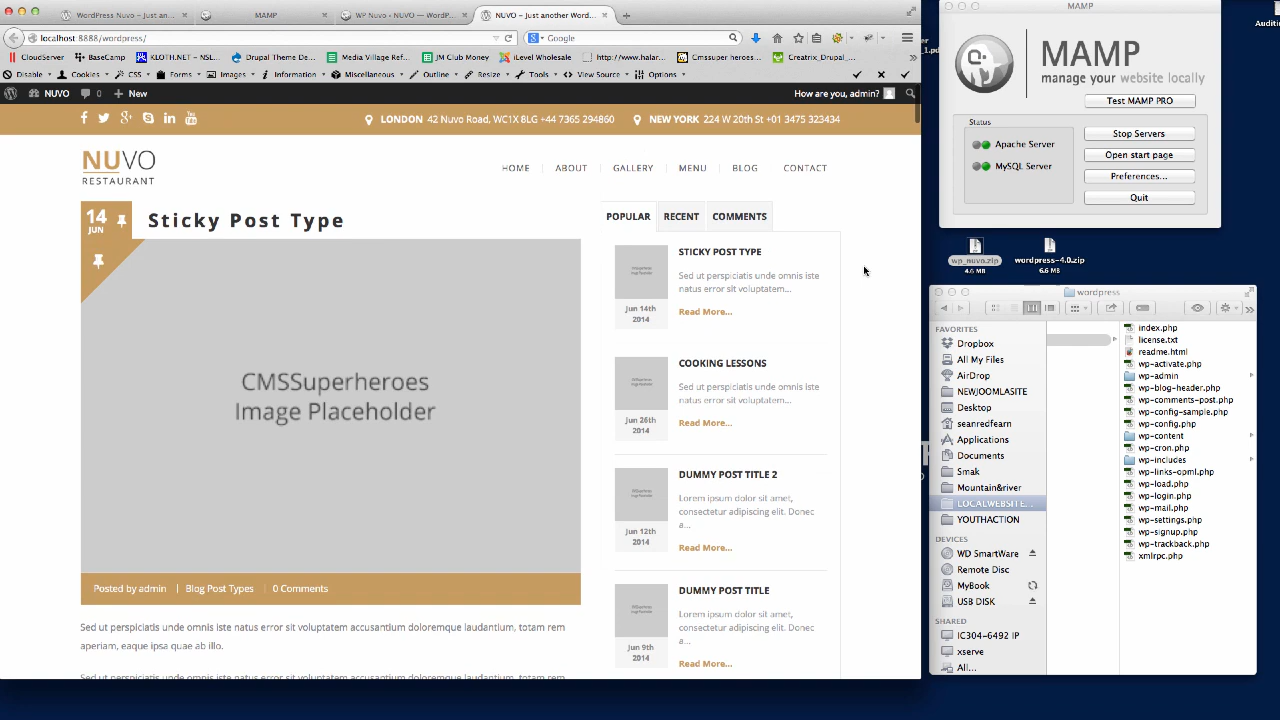 WordPress Nuvo – Just an...
MAMP
WP Nuvo ‹ NUVO — WordP...
NUVO – Just another Word...
MAMP
localhost:8888/wordpress/
Google
CloudServer
BaseCamp
KLOTH.NET - NSL...
Drupal Theme De...
Media Village Ref...
JM Club Money
iLevel Wholesale
http://www.halar...
Cmssuper heroes...
Creatrix_Drupal_...
Disable
Cookies
CSS
Forms
Images
Information
Miscellaneous
Outline
Resize
Tools
View Source
Options
NUVO
0
New
How are you, admin?
LONDON 42 Nuvo Road, WC1X 8LG +44 7365 294860
NEW YORK 224 W 20th St +01 3475 323434
NUVO
RESTAURANT
HOME
ABOUT
GALLERY
MENU
BLOG
CONTACT
14
JUN
Sticky Post Type
CMSSuperheroes
Image Placeholder
Posted by admin
Blog Post Types
0 Comments
Sed ut perspiciatis unde omnis iste natus error sit voluptatem accusantium doloremque laudantium, totam rem
aperiam, eaque ipsa quae ab illo.
POPULAR
RECENT
COMMENTS
STICKY POST TYPE
Sed ut perspiciatis unde omnis iste
natus error sit voluptatem...
Read More...
Jun 14th
2014
COOKING LESSONS
Sed ut perspiciatis unde omnis iste
natus error sit voluptatem...
Read More...
Jun 26th
2014
DUMMY POST TITLE 2
Lorem ipsum dolor sit amet,
consectetur adipiscing elit. Donec
a...
Read More...
Jun 12th
2014
DUMMY POST TITLE
Lorem ipsum dolor sit amet,
consectetur adipiscing elit. Donec
a...
Read More...
Jun 9th
2014
MAMP
manage your website locally
Test MAMP PRO
Status
Apache Server
MySQL Server
Stop Servers
Open start page
Preferences...
Quit
wp_nuvo.zip
4.6 MB
wordpress-4.0.zip
6.6 MB
wordpress
FAVORITES
Dropbox
All My Files
AirDrop
NEWJOOMLASITE
Desktop
seanredfearn
Applications
Documents
Smak
Mountain&river
LOCALWEBSITE...
YOUTHACTION
DEVICES
WD SmartWare
Remote Disc
MyBook
USB DISK
SHARED
IC304-6492 IP
xserve
All...
index.php
license.txt
readme.html
wp-activate.php
wp-admin
wp-blog-header.php
wp-comments-post.php
wp-config-sample.php
wp-config.php
wp-content
wp-cron.php
wp-includes
wp-links-opml.php
wp-load.php
wp-login.php
wp-mail.php
wp-settings.php
wp-signup.php
wp-trackback.php
xmlrpc.php